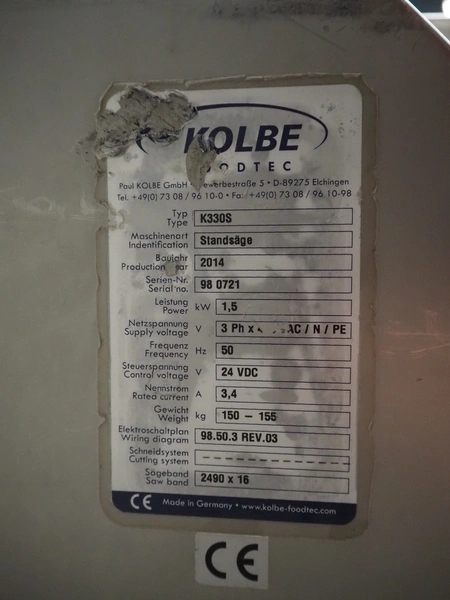 KOLBE
FOODTEC
Paul KOLBE GmbH · Gewerbestraße 5 · D-89275 Elchingen
Tel. +49(0) 73 08 / 96 10-0 · Fax: +49(0) 73 08 / 96 10-98
Typ
Type
K330S
Maschinenart
Indentification
Standsäge
Baujahr
Production year
2014
Serien-Nr.
Serial no.
98 0721
Leistung
Power
kW
1,5
Netzspannung
Supply voltage
V
3 Ph x AC / N / PE
Frequenz
Frequency
Hz
50
Steuerspannung
Control voltage
V
24 VDC
Nennstrom
Rated current
A
3,4
Gewicht
Weight
kg
150 – 155
Elektroschaltplan
Wiring diagram
98.50.3 REV.03
Schneidsystem
Cutting system
--------------
Sägeband
Saw band
2490 x 16
CE Made in Germany · www.kolbe-foodtec.com
CE